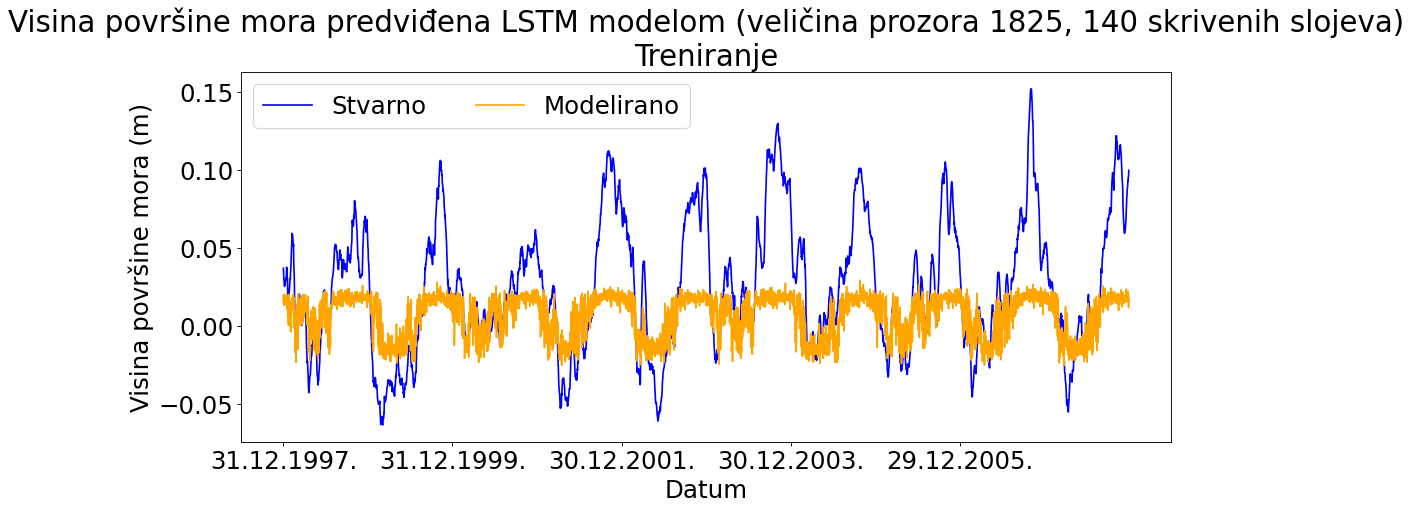 Visina površine mora predviđena LSTM modelom (veličina prozora 1825, 140 skrivenih slojeva)
Treniranje
Stvarno
Modelirano
Visina površine mora (m)
0.15
0.10
0.05
0.00
−0.05
31.12.1997.
31.12.1999.
30.12.2001.
30.12.2003.
29.12.2005.
Datum